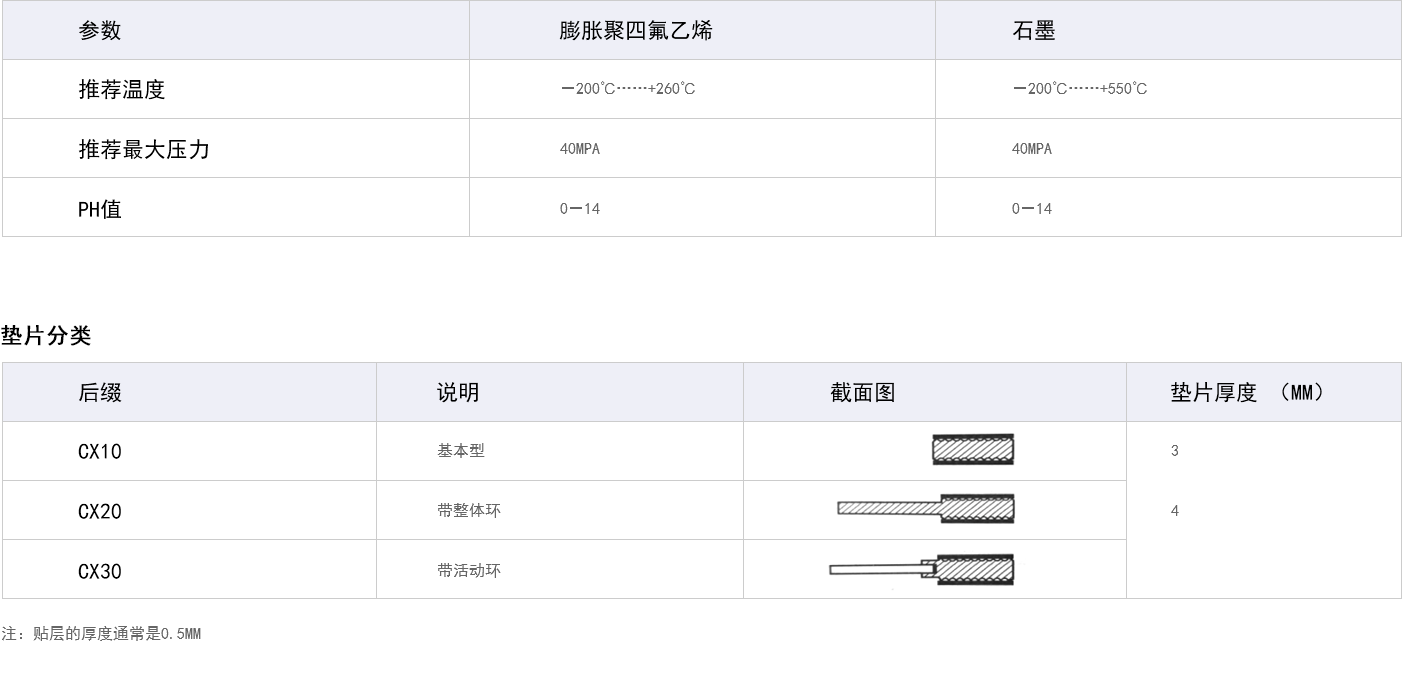 参数 膨胀聚四氟乙烯 石墨
推荐温度 －200℃……+260℃ －200℃……+550℃
推荐最大压力 40MPA 40MPA
PH值 0－14 0－14
垫片分类
后缀 说明 截面图 垫片厚度 （MM）
CX10 基本型 3
CX20 带整体环 4
CX30 带活动环
注：贴层的厚度通常是0.5MM